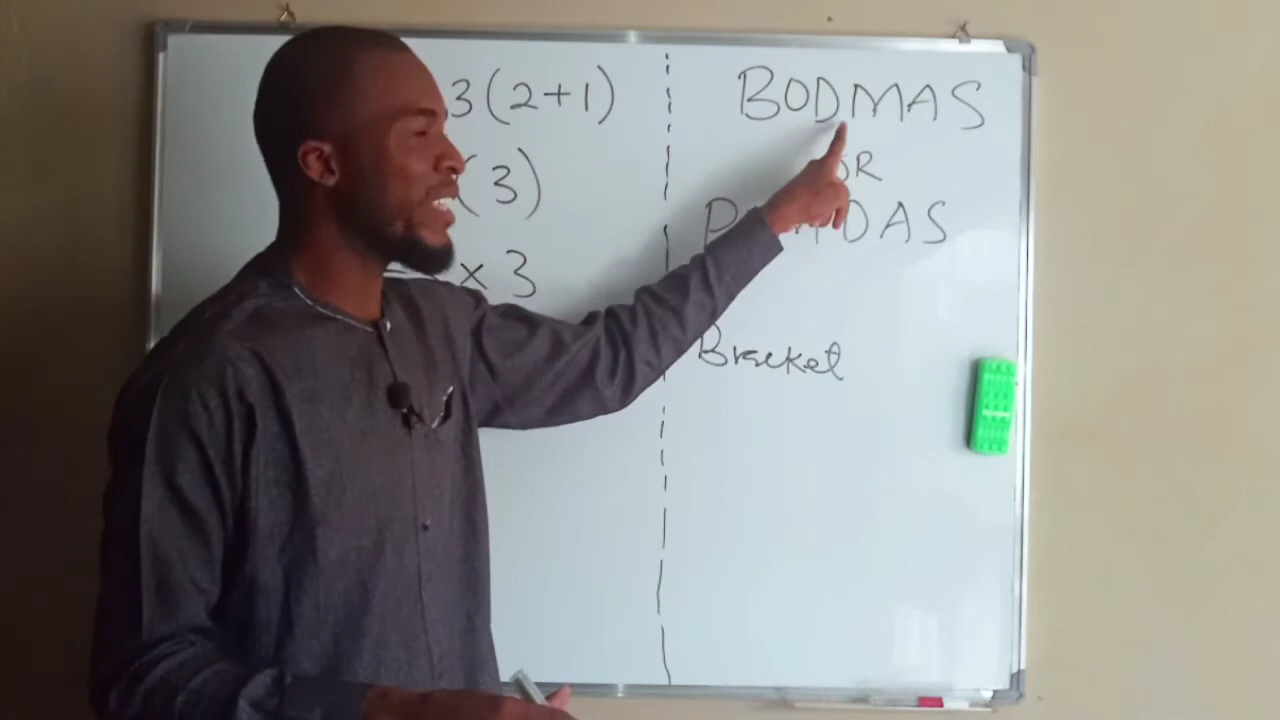 3(2+1)
(3)
× 3
BODMAS
OR
DAS
Bracket